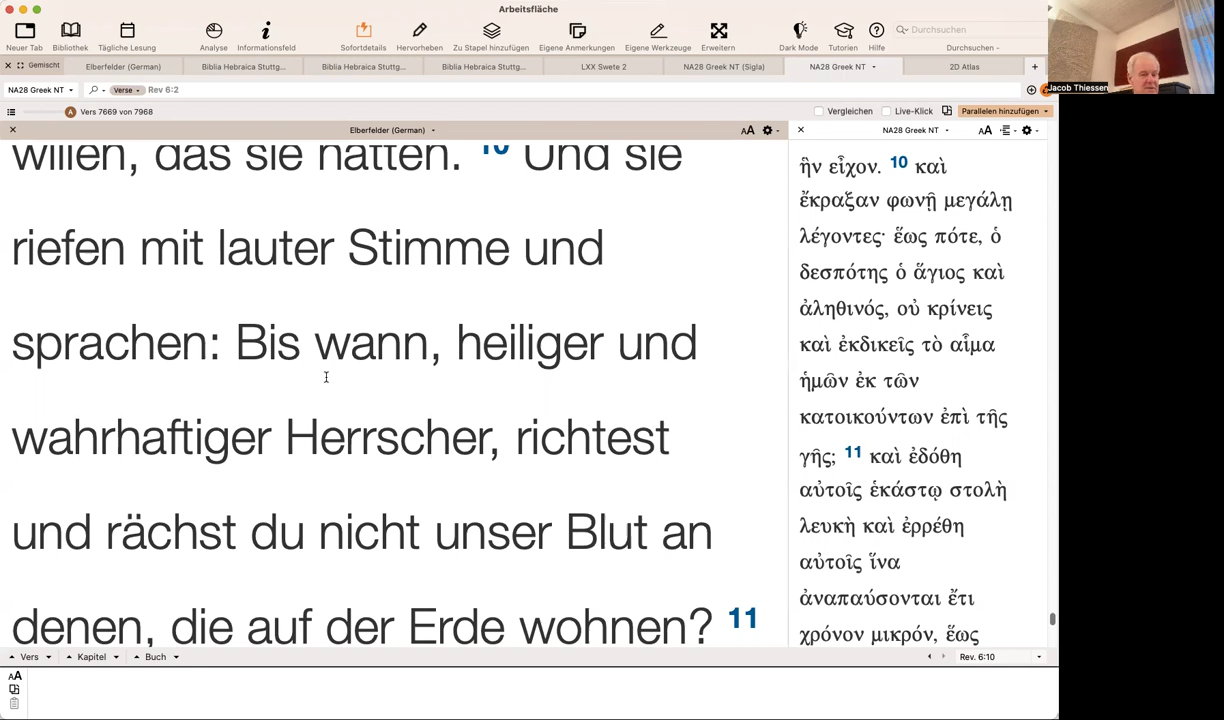 Arbeitsfläche
Neuer Tab Bibliothek Tägliche Lesung Analyse Informationsfeld Sofortdetails Hervorheben Zu Stapel hinzufügen Eigene Anmerkungen Eigene Werkzeuge Erweitern Dark Mode Tutorien Hilfe Durchsuchen
Durchsuchen
Gemischt Elberfelder (German) Biblia Hebraica Stuttg... Biblia Hebraica Stuttg... Biblia Hebraica Stuttg... LXX Swete 2 NA28 Greek NT (Sigla) NA28 Greek NT 2D Atlas
Jacob Thiessen
NA28 Greek NT Verse Rev 6:2
Vers 7669 von 7968 Vergleichen Live-Klick Parallelen hinzufügen
Elberfelder (German)
willen, das sie hatten. 10 Und sie
riefen mit lauter Stimme und
sprachen: Bis wann, heiliger und
wahrhaftiger Herrscher, richtest
und rächst du nicht unser Blut an
denen, die auf der Erde wohnen? 11
NA28 Greek NT
ἣν εἶχον. 10 καὶ
ἔκραξαν φωνῇ μεγάλῃ
λέγοντες· ἕως πότε, ὁ
δεσπότης ὁ ἅγιος καὶ
ἀληθινός, οὐ κρίνεις
καὶ ἐκδικεῖς τὸ αἷμα
ἡμῶν ἐκ τῶν
κατοικούντων ἐπὶ τῆς
γῆς; 11 καὶ ἐδόθη
αὐτοῖς ἑκάστῳ στολὴ
λευκὴ καὶ ἐρρέθη
αὐτοῖς ἵνα
ἀναπαύσονται ἔτι
χρόνον μικρόν, ἕως
Vers Kapitel Buch Rev. 6:10